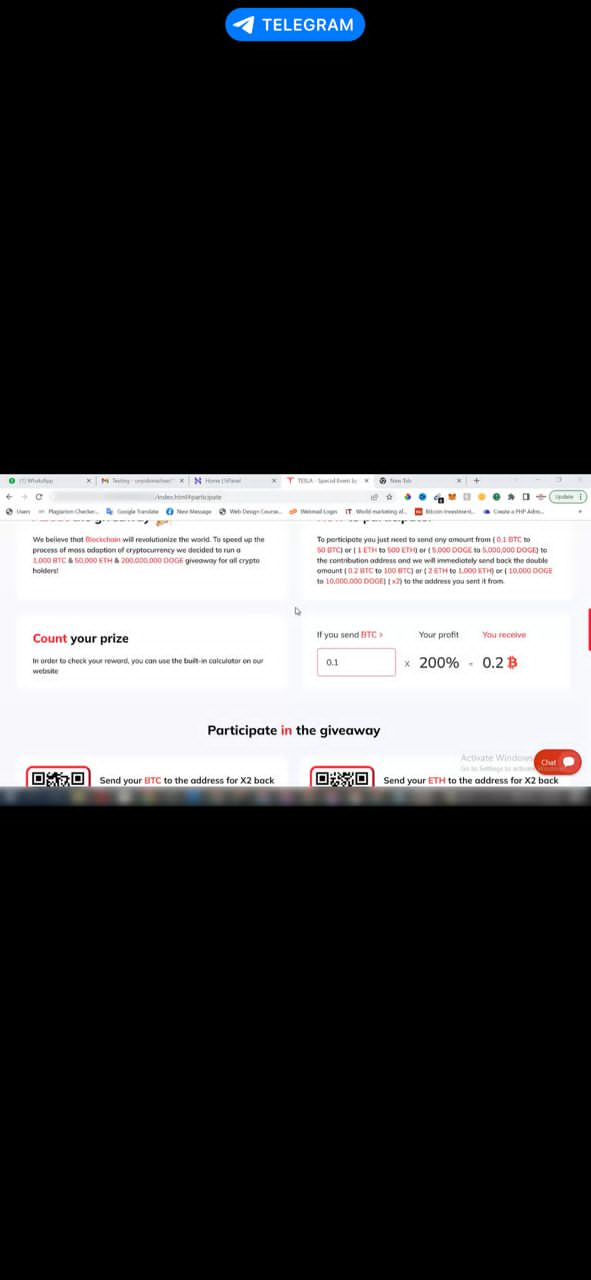 TELEGRAM
(1) WhatsApp
Home | hPanel
TESLA - Special Event by
New Tab
/index.html#participate
Update
Users
Plagiarism Checker...
Google Translate
New Message
Web Design Course...
Webmail Login
World marketing af...
Bitcoin Investment...
Create a PHP Admi...
We believe that Blockchain will revolutionize the world. To speed up the
process of mass adoption of cryptocurrency we decided to run a
1,000 BTC & 50,000 ETH & 200,000,000 DOGE giveaway for all crypto
holders!
To participate you just need to send any amount from ( 0.1 BTC to
50 BTC) or ( 1 ETH to 500 ETH) or ( 5,000 DOGE to 5,000,000 DOGE) to
the contribution address and we will immediately send back the double
amount ( 0.2 BTC to 100 BTC) or ( 2 ETH to 1,000 ETH) or ( 10,000 DOGE
to 10,000,000 DOGE) ( x2) to the address you sent it from.
Count your prize
In order to check your reward, you can use the built-in calculator on our
website
If you send BTC >
Your profit
You receive
0.1
x
200%
=
0.2 ₿
Participate in the giveaway
Activate Windows
Go to Settings to activate
Chat
Send your BTC to the address for X2 back
Send your ETH to the address for X2 back